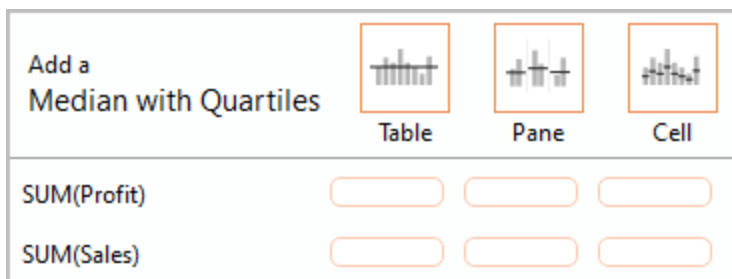 Add a
Median with Quartiles
Table Pane Cell
SUM(Profit)
SUM(Sales)